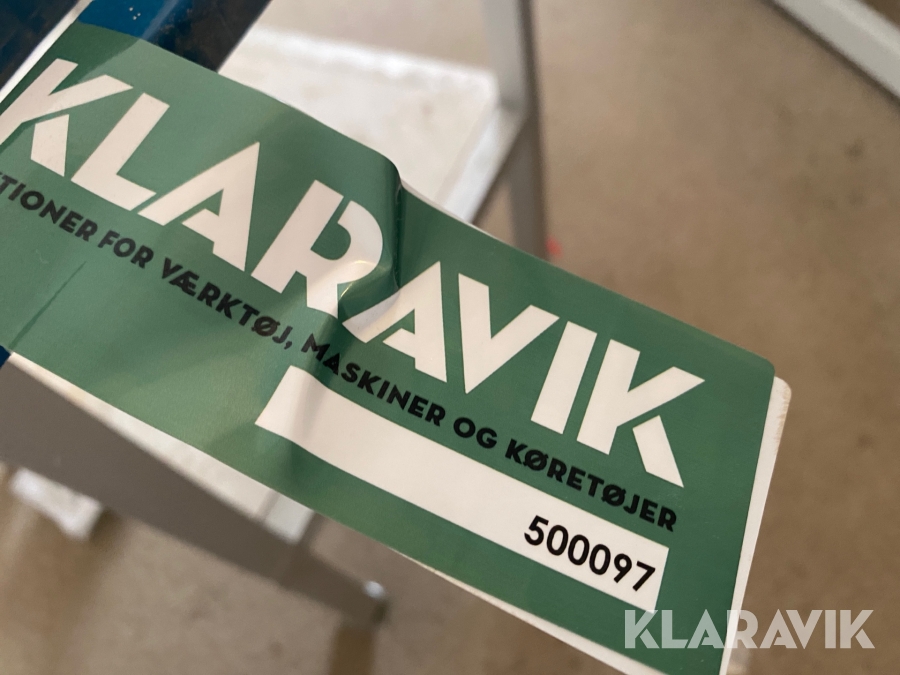 KLARAVIK
TIONER FOR VÆRKTØJ, MASKINER OG KØRETØJER
500097
KLARAVIK